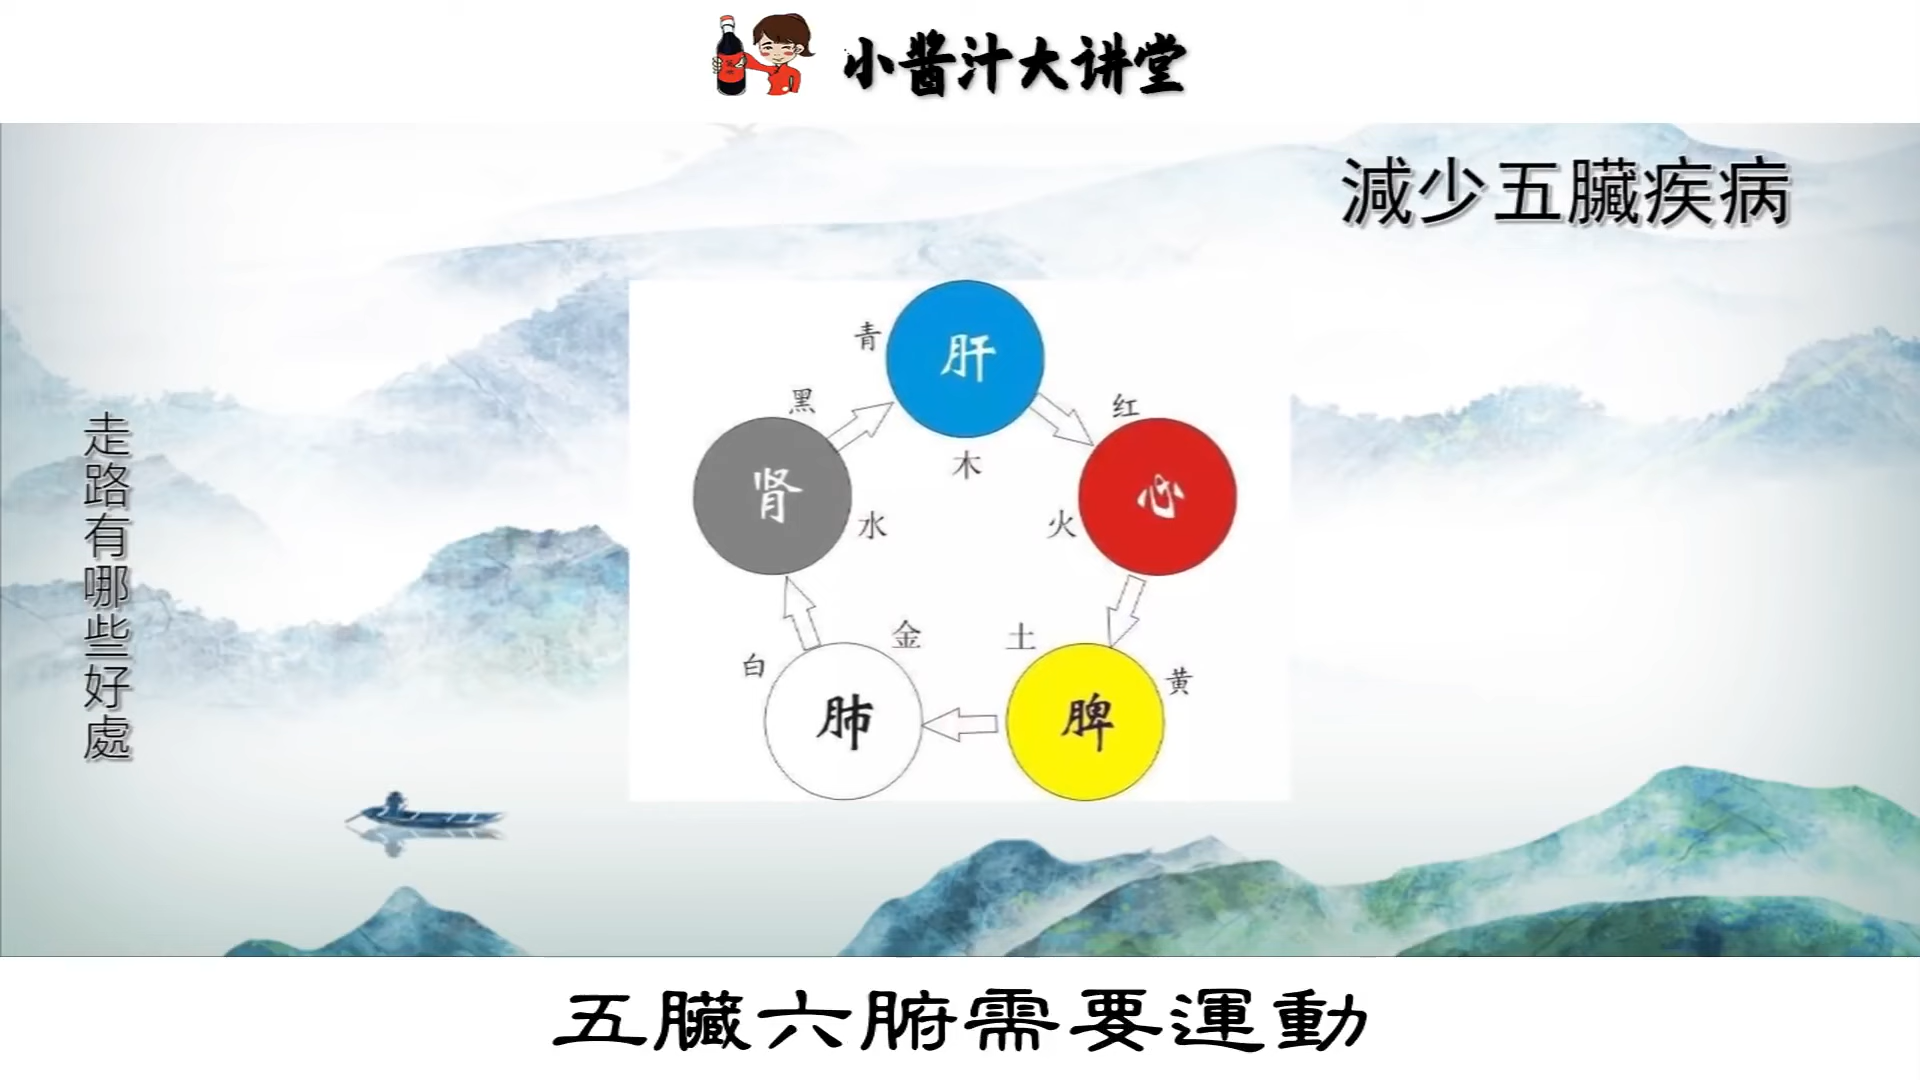 小酱汁大讲堂
減少五臟疾病
走路有哪些好處
青
肝
木
黑
肾
水
红
心
火
白
肺
金
土
脾
黄
五臟六腑需要運動